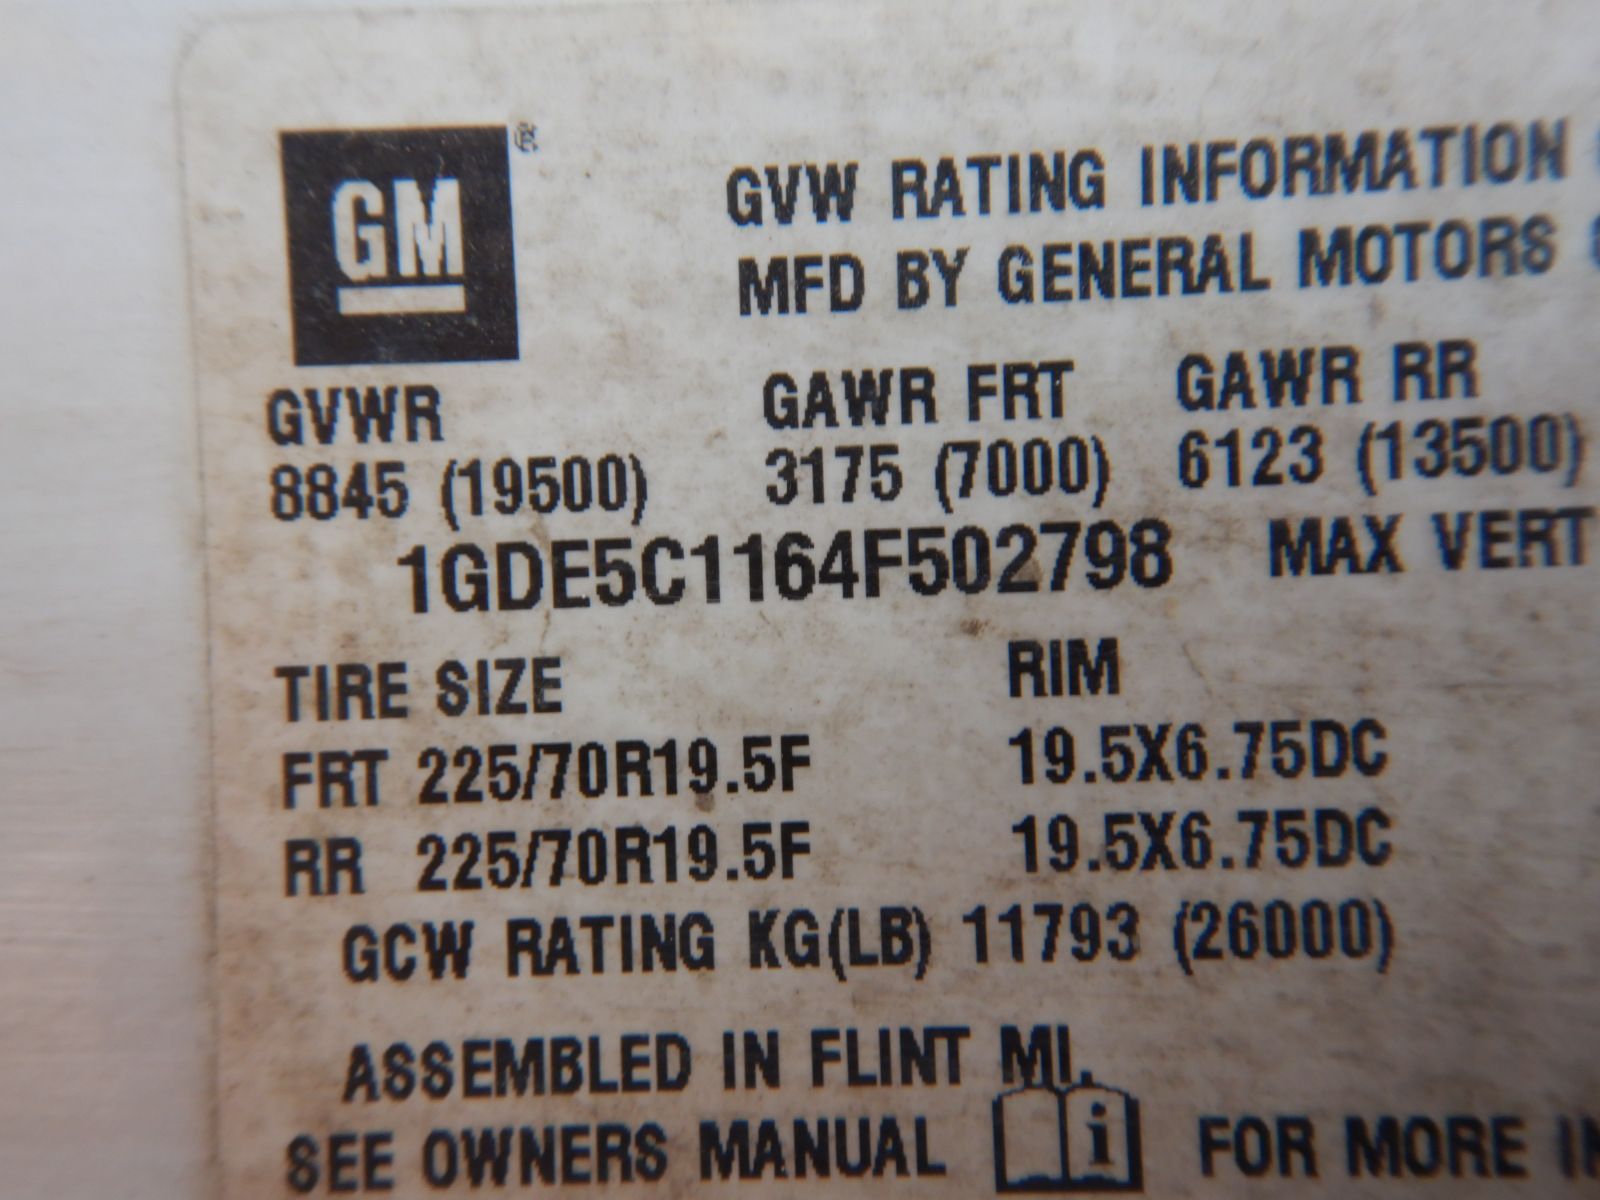 GM®
GVW RATING INFORMATION
MFD BY GENERAL MOTORS
GVWR GAWR FRT GAWR RR
8845 (19500) 3175 (7000) 6123 (13500)
1GDE5C1164F502798 MAX VERT
TIRE SIZE RIM
FRT 225/70R19.5F 19.5X6.75DC
RR 225/70R19.5F 19.5X6.75DC
GCW RATING KG(LB) 11793 (26000)
ASSEMBLED IN FLINT MI.
SEE OWNERS MANUAL i FOR MORE